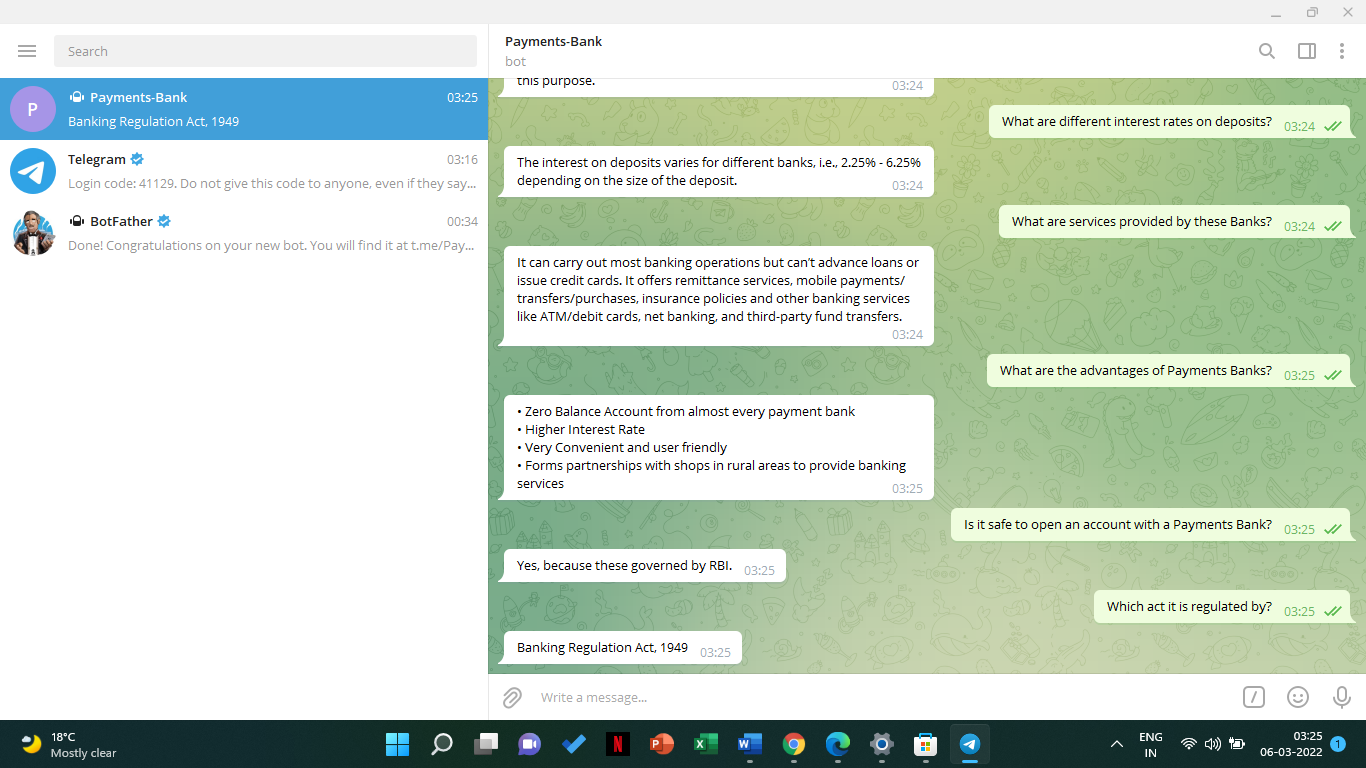 Search
P
Payments-Bank
03:25
Banking Regulation Act, 1949
Telegram
03:16
Login code: 41129. Do not give this code to anyone, even if they say...
BotFather
00:34
Done! Congratulations on your new bot. You will find it at t.me/Pay...
Payments-Bank
bot
this purpose.
03:24
What are different interest rates on deposits?
03:24
The interest on deposits varies for different banks, i.e., 2.25% - 6.25%
depending on the size of the deposit.
03:24
What are services provided by these Banks?
03:24
It can carry out most banking operations but can't advance loans or
issue credit cards. It offers remittance services, mobile payments/
transfers/purchases, insurance policies and other banking services
like ATM/debit cards, net banking, and third-party fund transfers.
03:24
What are the advantages of Payments Banks?
03:25
• Zero Balance Account from almost every payment bank
• Higher Interest Rate
• Very Convenient and user friendly
• Forms partnerships with shops in rural areas to provide banking
services
03:25
Is it safe to open an account with a Payments Bank?
03:25
Yes, because these governed by RBI.
03:25
Which act it is regulated by?
03:25
Banking Regulation Act, 1949
03:25
Write a message...
18°C
Mostly clear
N
P
X
W
ENG
IN
03:25
06-03-2022
1